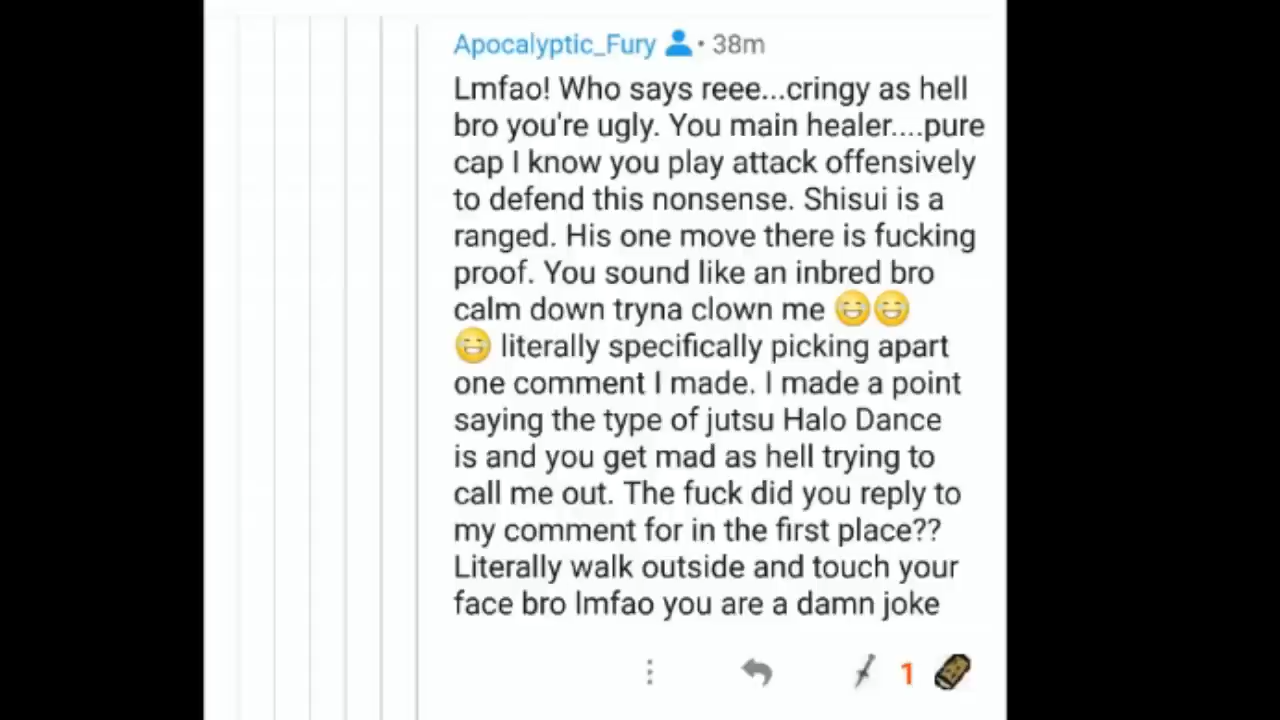 Apocalyptic_Fury • 38m
Lmfao! Who says reee...cringy as hell
bro you're ugly. You main healer....pure
cap I know you play attack offensively
to defend this nonsense. Shisui is a
ranged. His one move there is fucking
proof. You sound like an inbred bro
calm down tryna clown me 😂😂
😂 literally specifically picking apart
one comment I made. I made a point
saying the type of jutsu Halo Dance
is and you get mad as hell trying to
call me out. The fuck did you reply to
my comment for in the first place??
Literally walk outside and touch your
face bro lmfao you are a damn joke
1